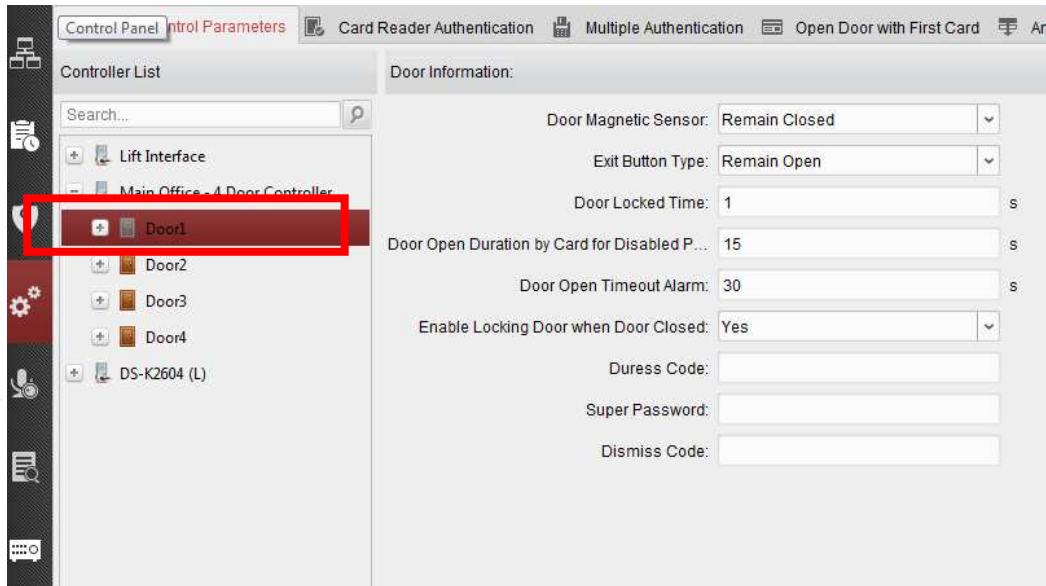 Control Panel ntrol Parameters Card Reader Authentication Multiple Authentication Open Door with First Card Ar
Controller List
Search...
Lift Interface
Main Office - 4 Door Controller
Door1
Door2
Door3
Door4
DS-K2604 (L)
Door Information:
Door Magnetic Sensor: Remain Closed
Exit Button Type: Remain Open
Door Locked Time: 1 s
Door Open Duration by Card for Disabled P... 15 s
Door Open Timeout Alarm: 30 s
Enable Locking Door when Door Closed: Yes
Duress Code:
Super Password:
Dismiss Code: